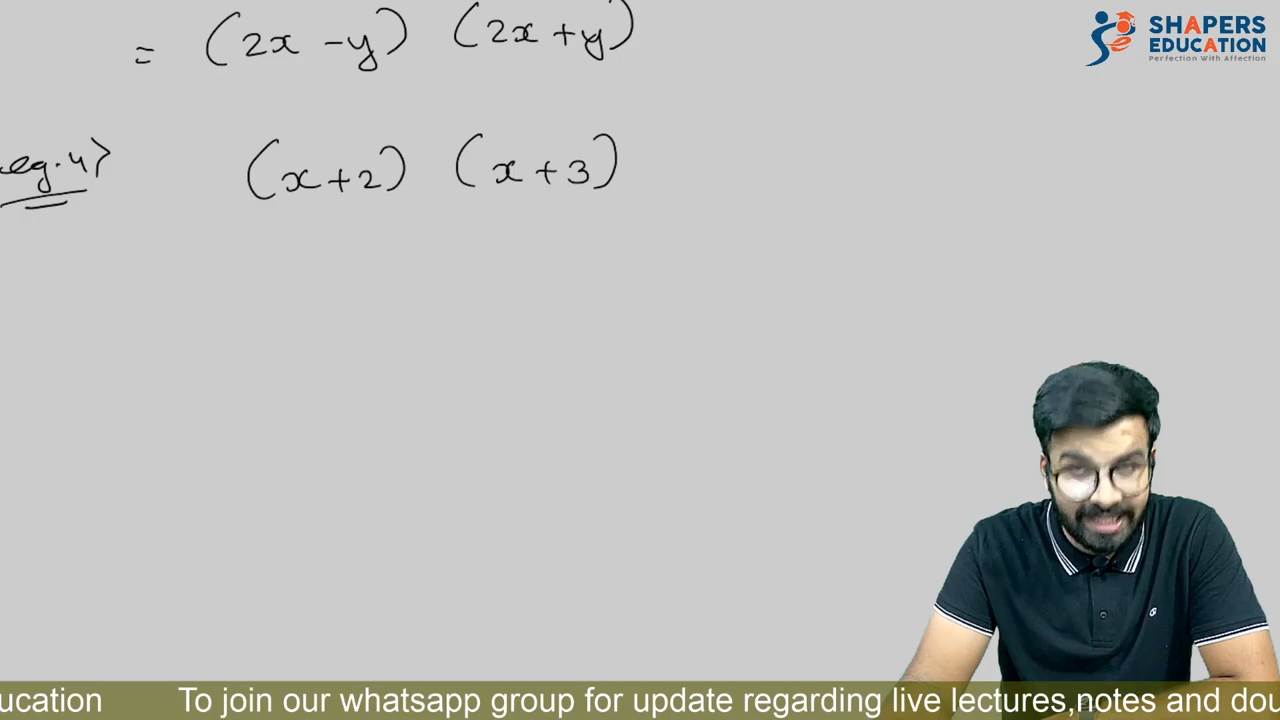 = (2x - y) (2x + y)
SHAPERS
EDUCATION
Perfection With Affection
eg.4> (x+2) (x+3)
ucation To join our whatsapp group for update regarding live lectures,notes and dou